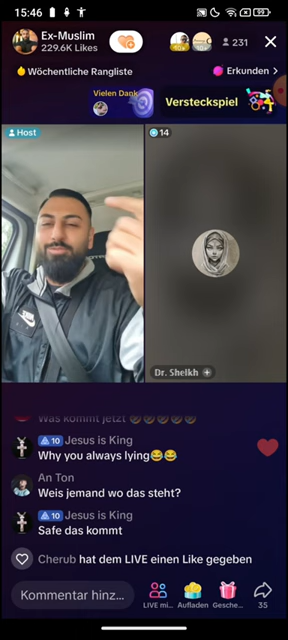 15:46
99
Ex-Muslim
229.6K Likes
10+
231
Wöchentliche Rangliste
Erkunden >
Vielen Dank
Versteckspiel
Host
14
Dr. Sheikh +
Was kommt jetzt 🤣🤣🤣🤣🤣
10 Jesus is King
Why you always lying😂😂
An Ton
Weis jemand wo das steht?
10 Jesus is King
Safe das kommt
Cherub hat dem LIVE einen Like gegeben
Kommentar hinz...
LIVE mi...
Aufladen
Gesche...
35